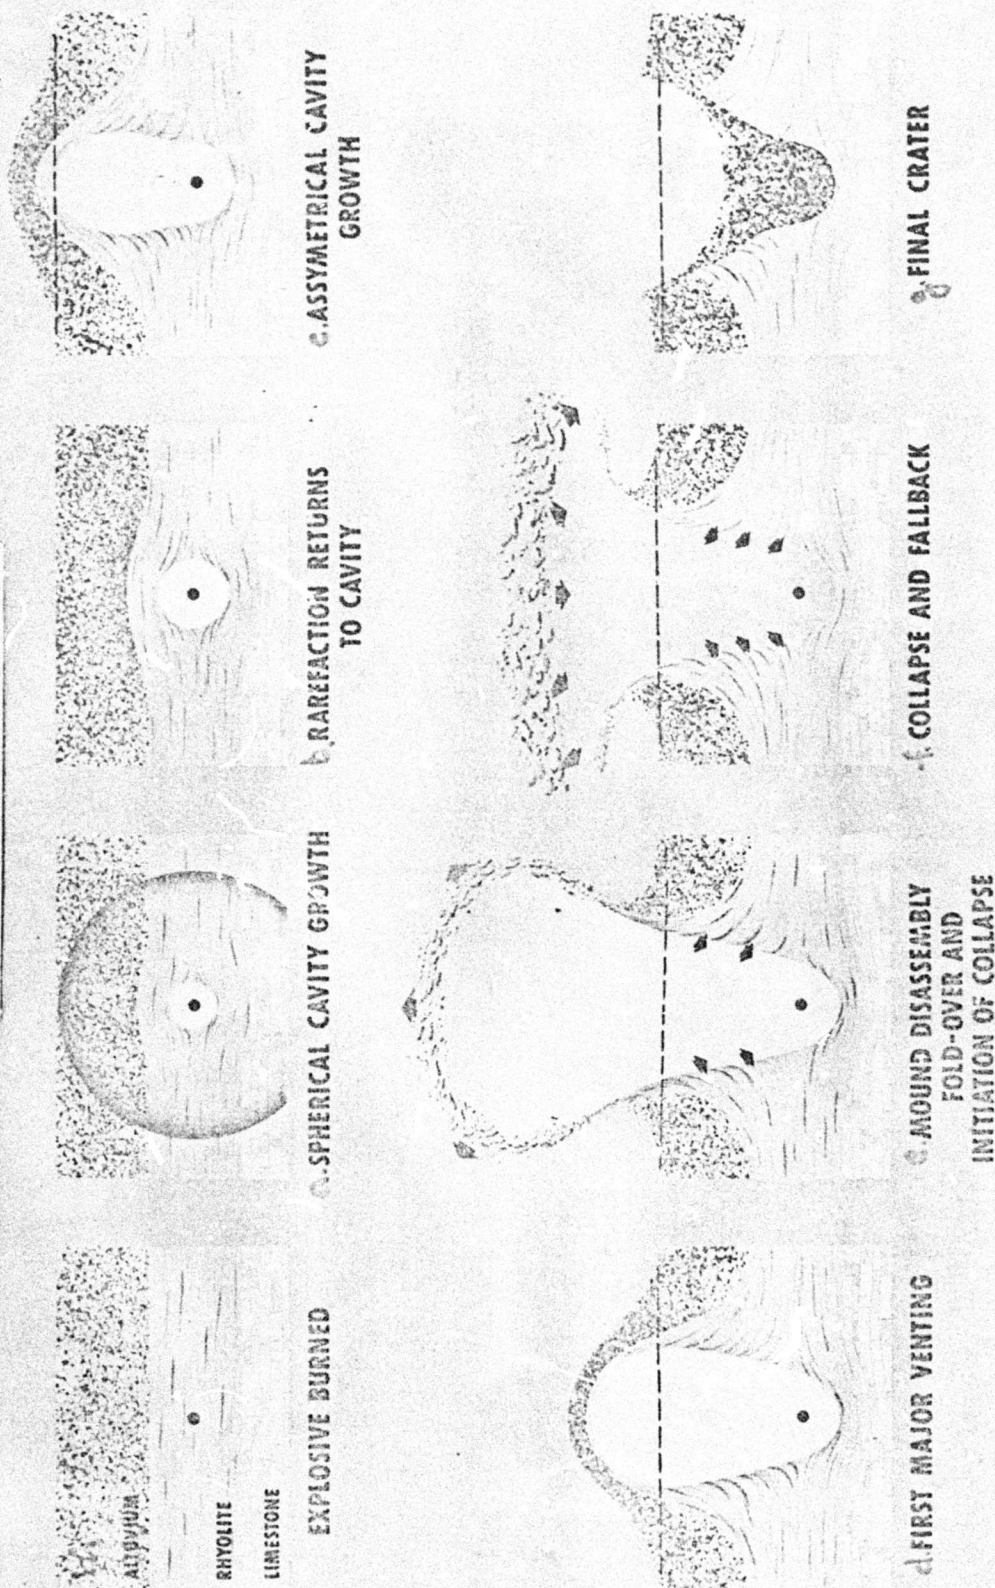 ALLUVIUM
RHYOLITE
LIMESTONE
EXPLOSIVE BURNED
a. SPHERICAL CAVITY GROWTH
b. RAREFACTION RETURNS
TO CAVITY
c. ASSYMETRICAL CAVITY
GROWTH
d. FIRST MAJOR VENTING
e. MOUND DISASSEMBLY
FOLD-OVER AND
INITIATION OF COLLAPSE
f. COLLAPSE AND FALLBACK
g. FINAL CRATER